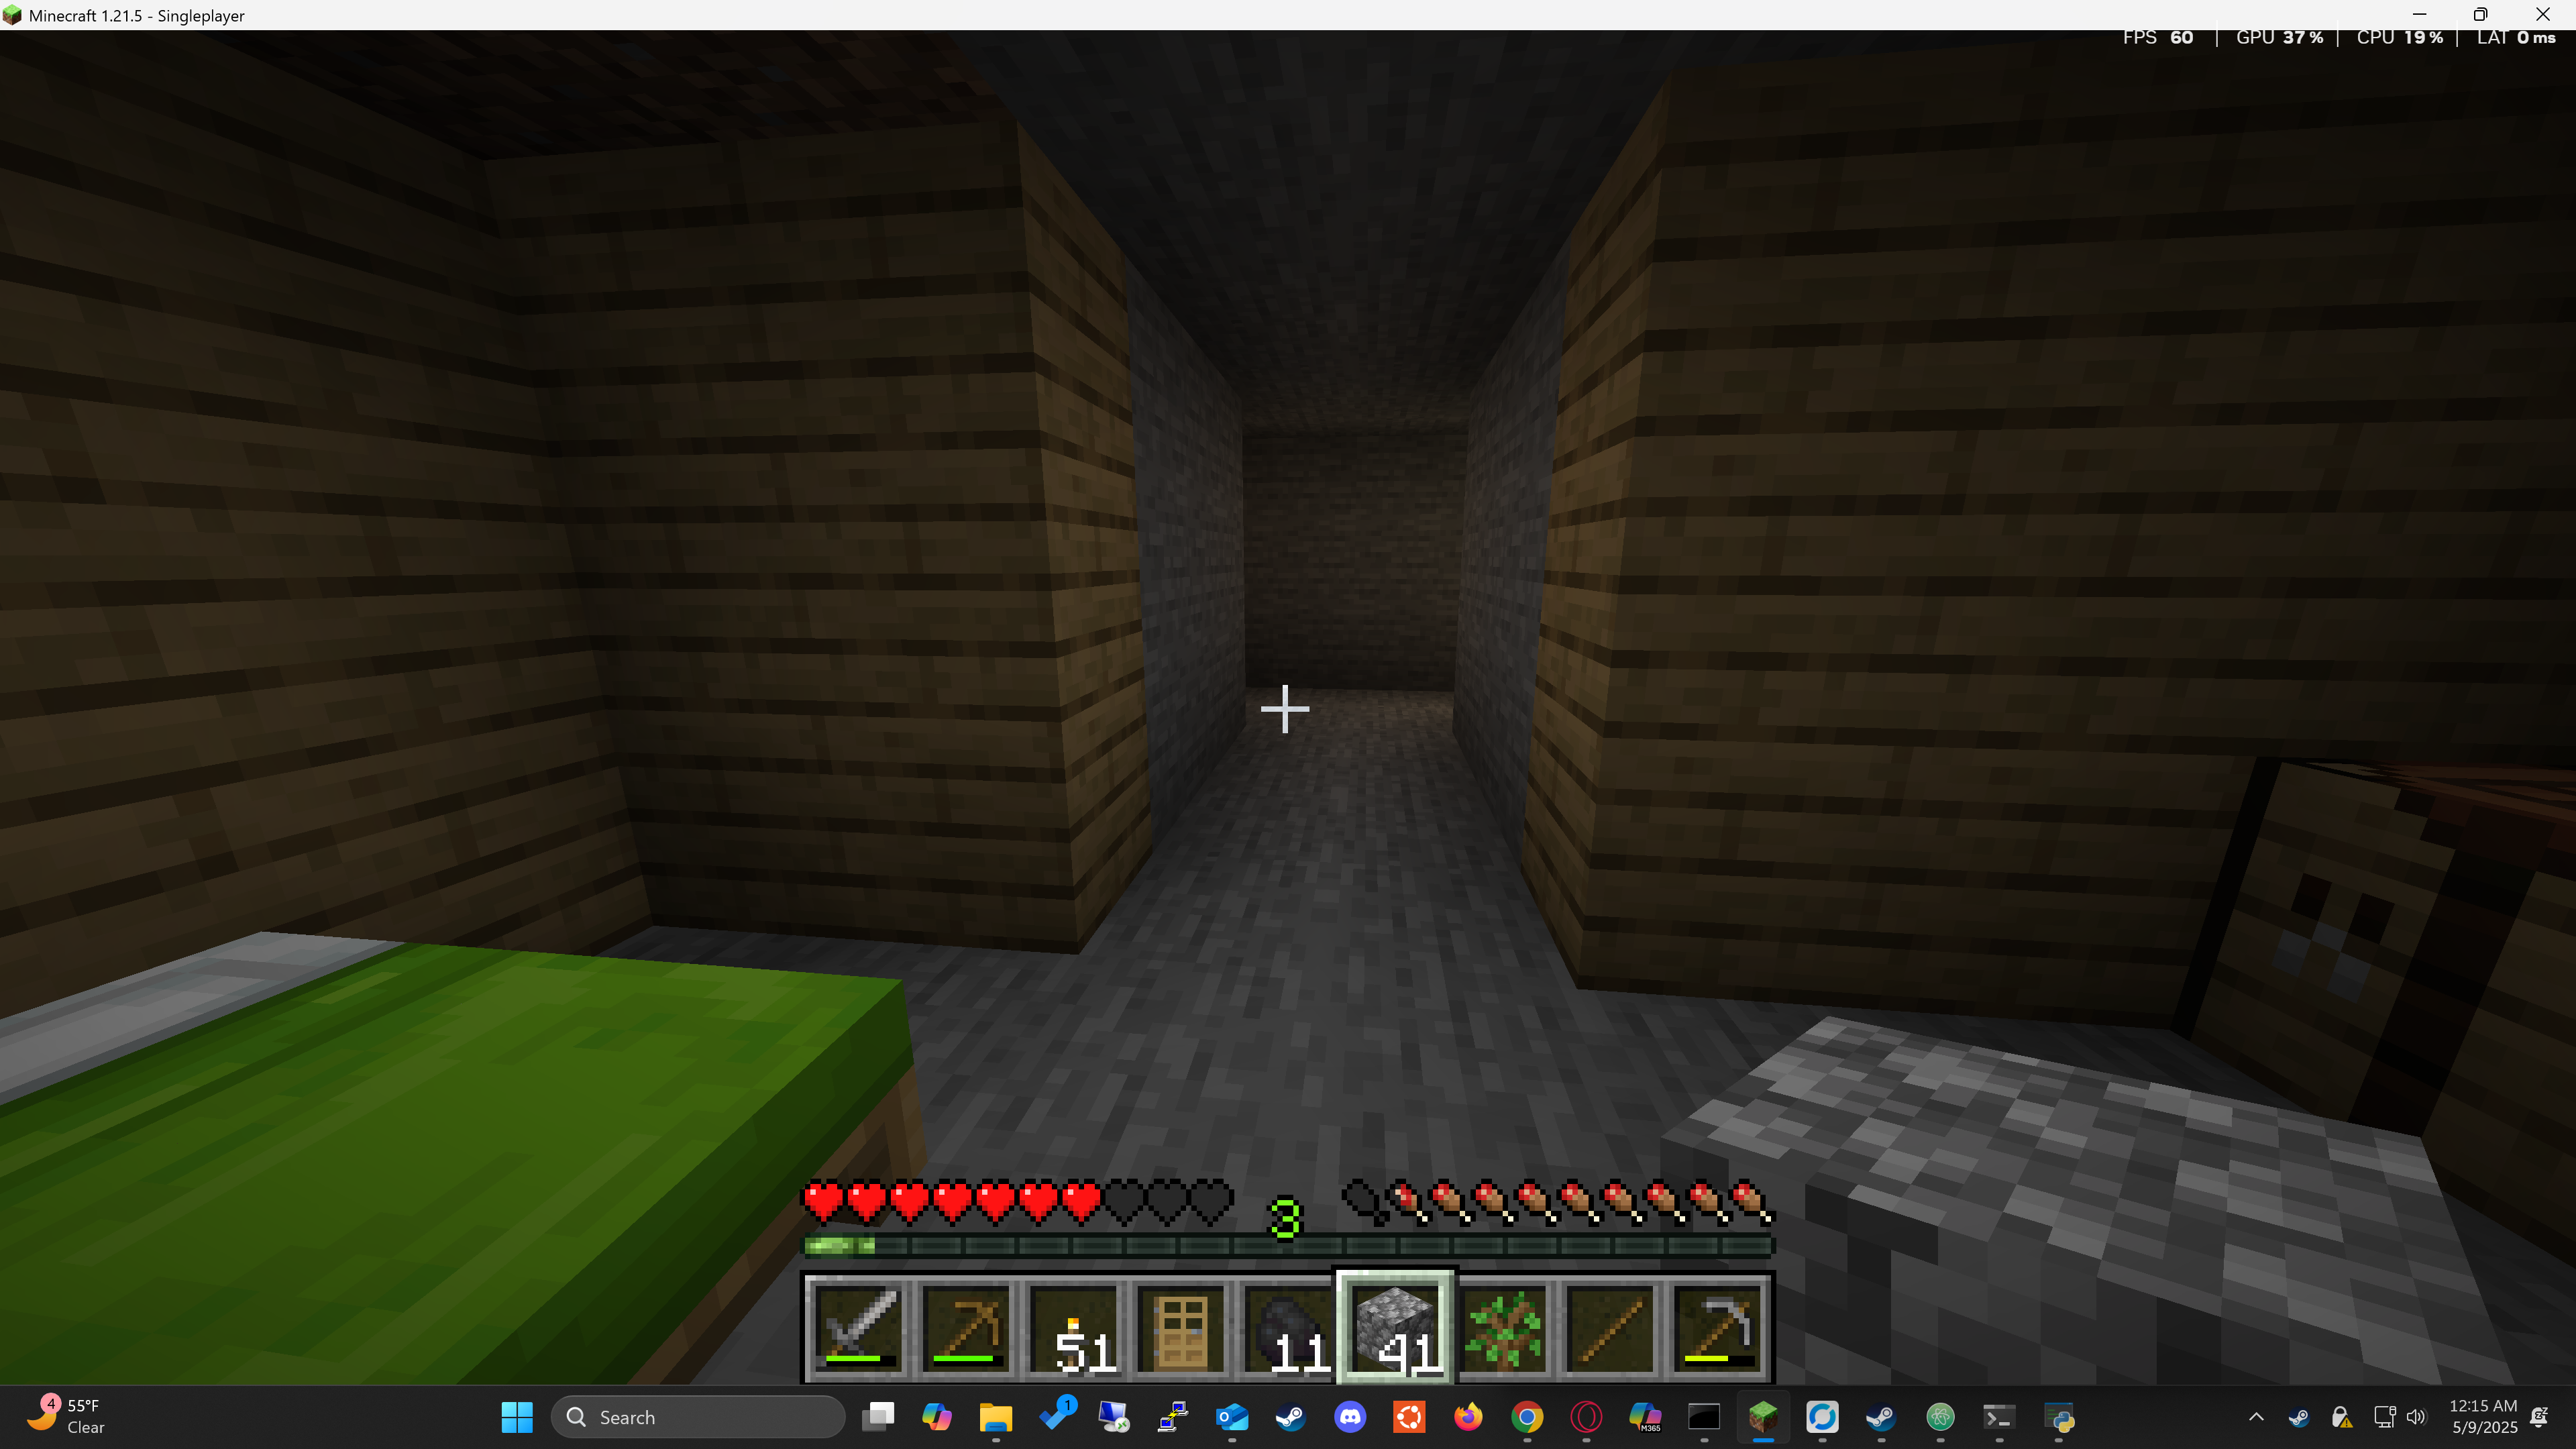 Minecraft 1.21.5 - Singleplayer
FPS 60 | GPU 37 % | CPU 19 % | LAT 0 ms
3
51 11 41
4
55°F
Clear
Search
1
M365
12:15 AM
5/9/2025